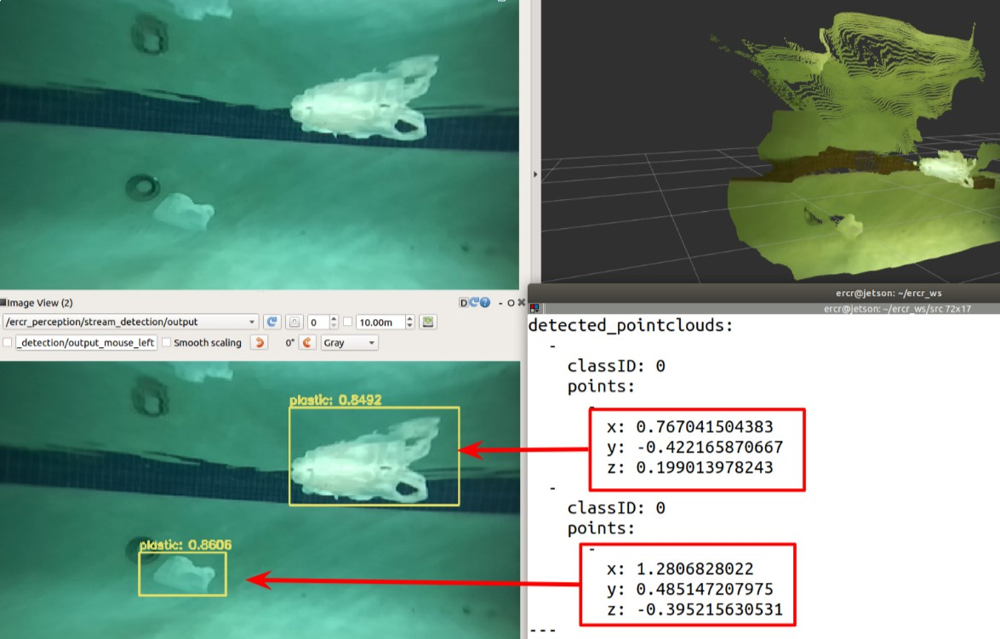 Image View (2)
/ercr_perception/stream_detection/output
0
10.00m
_detection/output_mouse_left
Smooth scaling
0°
Gray
plastic: 0.8492
plastic: 0.8606
ercr@jetson: ~/ercr_ws
ercr@jetson: ~/ercr_ws/src 72x17
detected_pointclouds:
-
classID: 0
points:
-
x: 0.767041504383
y: -0.422165870667
z: 0.199013978243
-
classID: 0
points:
-
x: 1.2806828022
y: 0.485147207975
z: -0.395215630531
---